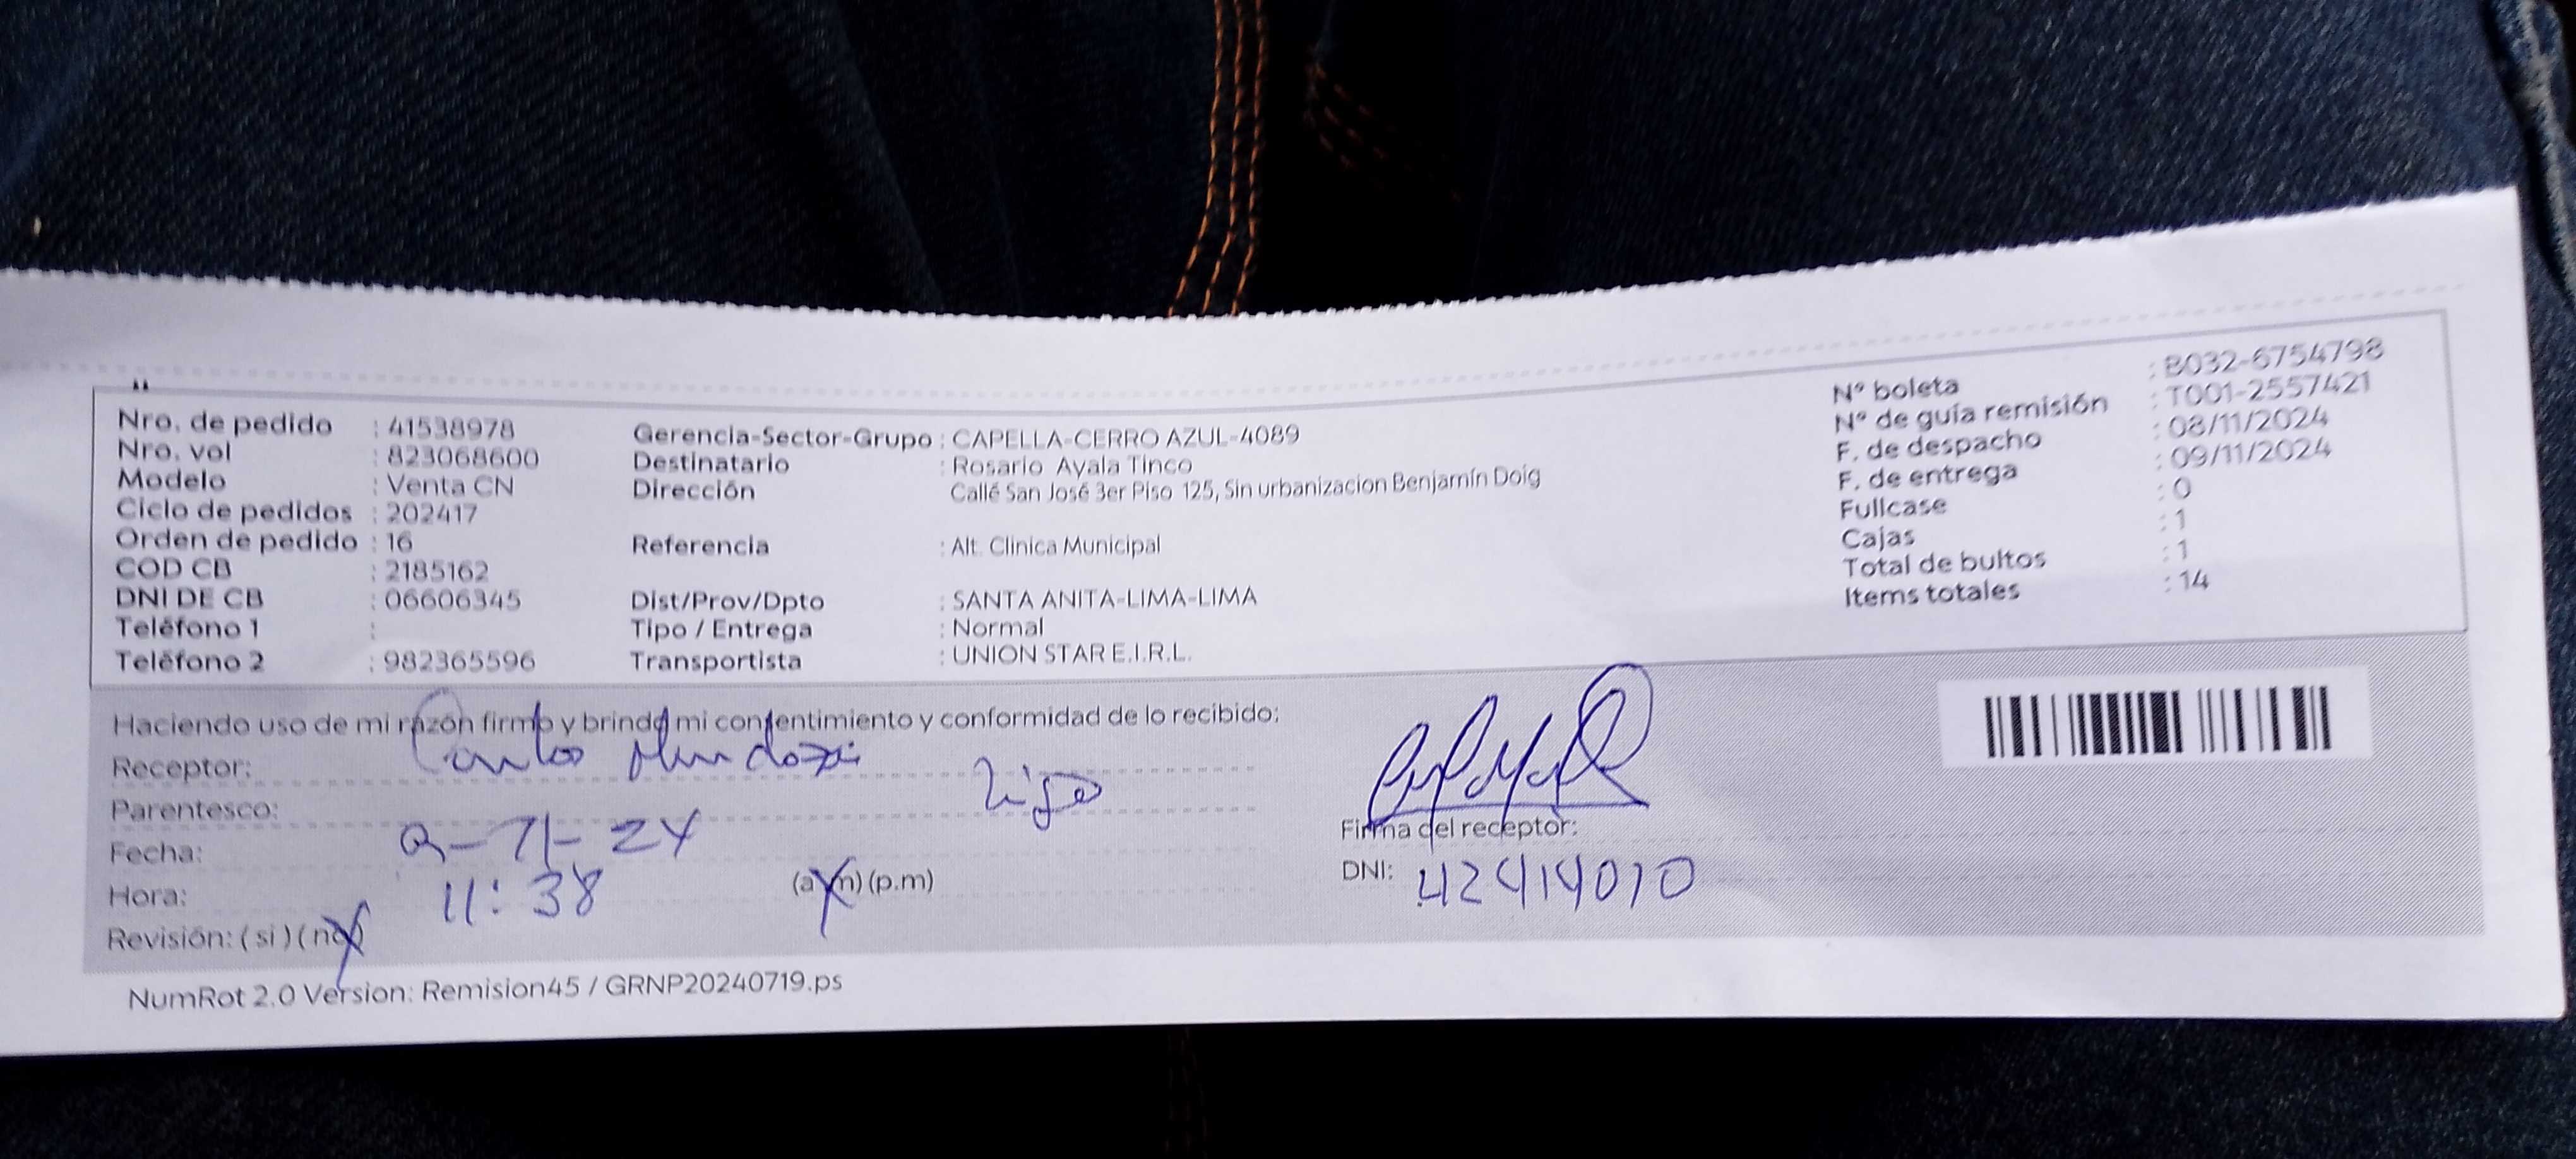 Nro. de pedido : 41538978
Nro. vol : 823068600
Modelo : Venta CN
Ciclo de pedidos : 202417
Orden de pedido : 16
COD CB : 2185162
DNI DE CB : 06606345
Teléfono 1 :
Teléfono 2 : 982365596
Gerencia-Sector-Grupo : CAPELLA-CERRO AZUL-4089
Destinatario : Rosario Ayala Tinco
Dirección Callé San José 3er Piso 125, Sin urbanizacion Benjamín Doig
Referencia : Alt. Clinica Municipal
Dist/Prov/Dpto : SANTA ANITA-LIMA-LIMA
Tipo / Entrega : Normal
Transportista : UNION STAR E.I.R.L.
N° boleta : B032-6754798
N° de guía remisión : T001-2557421
F. de despacho : 08/11/2024
F. de entrega : 09/11/2024
Fullcase : 0
Cajas : 1
Total de bultos : 1
Items totales : 14
Haciendo uso de mi razón firmo y brindo mi consentimiento y conformidad de lo recibido:
Receptor: Carlos Mendoza
Parentesco: Hijo
Fecha: 9-11-24
Hora: 11:38 (a.m) (p.m)
Revisión: (si) (no)
Firma del receptor:
DNI: 42414010
NumRot 2.0 Version: Remision45 / GRNP20240719.ps